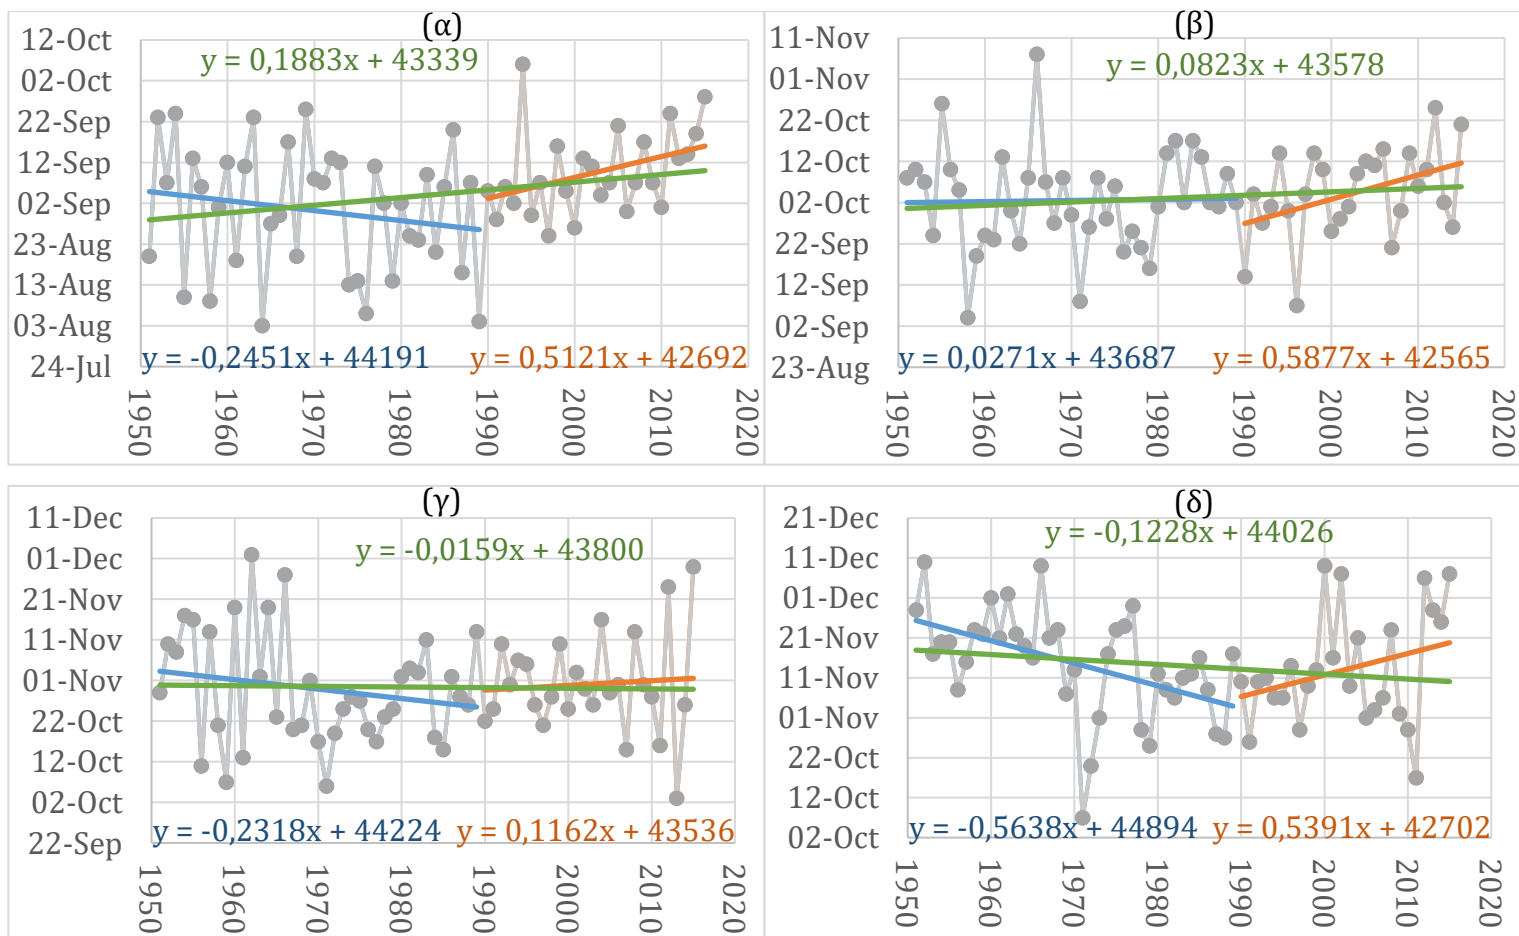 (α)
12-Oct
02-Oct
22-Sep
12-Sep
02-Sep
23-Aug
13-Aug
03-Aug
24-Jul
y = 0,1883x + 43339
y = -0,2451x + 44191
y = 0,5121x + 42692
1950
1960
1970
1980
1990
2000
2010
2020
(β)
11-Nov
01-Nov
22-Oct
12-Oct
02-Oct
22-Sep
12-Sep
02-Sep
23-Aug
y = 0,0823x + 43578
y = 0,0271x + 43687
y = 0,5877x + 42565
1950
1960
1970
1980
1990
2000
2010
2020
(γ)
11-Dec
01-Dec
21-Nov
11-Nov
01-Nov
22-Oct
12-Oct
02-Oct
22-Sep
y = -0,0159x + 43800
y = -0,2318x + 44224
y = 0,1162x + 43536
1950
1960
1970
1980
1990
2000
2010
2020
(δ)
21-Dec
11-Dec
01-Dec
21-Nov
11-Nov
01-Nov
22-Oct
12-Oct
02-Oct
y = -0,1228x + 44026
y = -0,5638x + 44894
y = 0,5391x + 42702
1950
1960
1970
1980
1990
2000
2010
2020